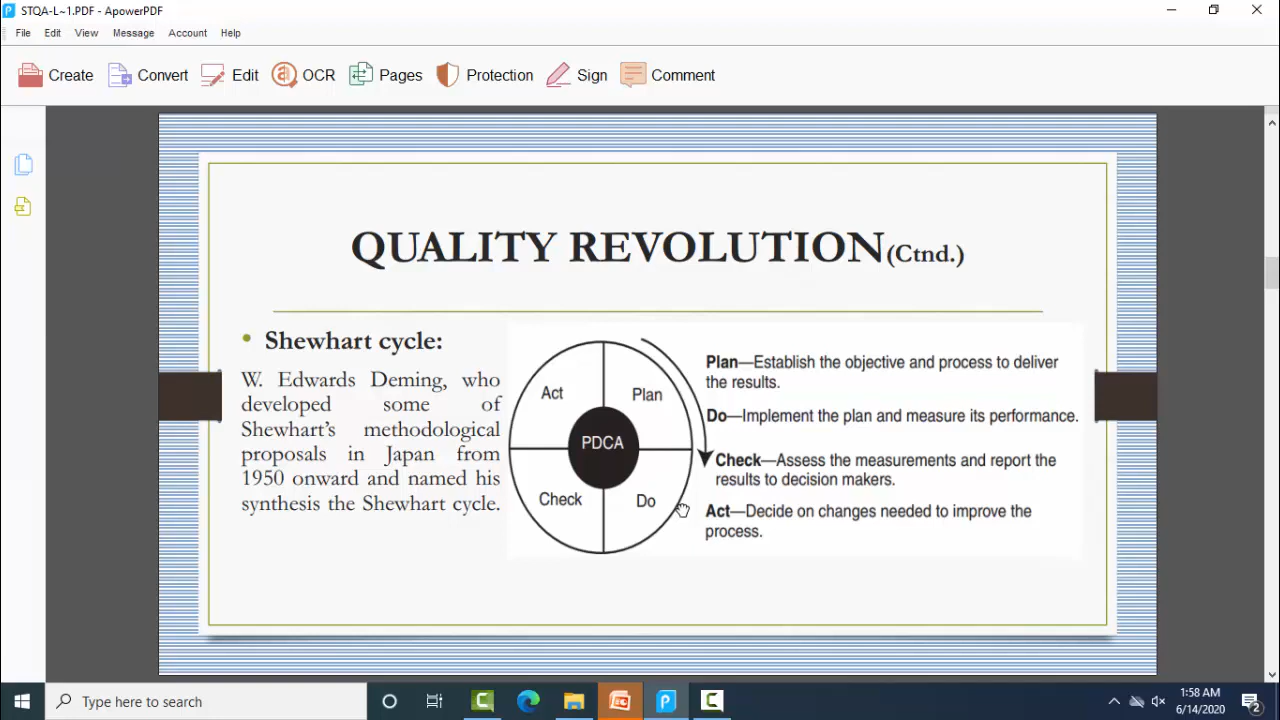 STQA-L~1.PDF - ApowerPDF
File Edit View Message Account Help
Create Convert Edit OCR Pages Protection Sign Comment
QUALITY REVOLUTION(Ctnd.)
• Shewhart cycle:
W. Edwards Deming, who
developed some of
Shewhart's methodological
proposals in Japan from
1950 onward and lamed his
synthesis the Shewhart cycle.
Act
Plan
PDCA
Check
Do
Plan—Establish the objective and process to deliver
the results.
Do—Implement the plan and measure its performance.
Check—Assess the measurements and report the
results to decision makers.
Act—Decide on changes needed to improve the
process.
Type here to search
1:58 AM
6/14/2020
2